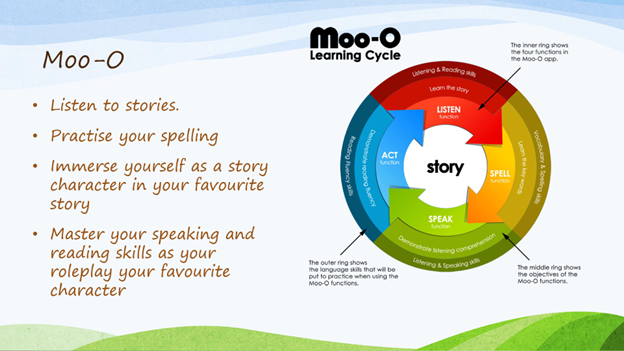 Moo-O
• Listen to stories.
• Practise your spelling
• Immerse yourself as a story
character in your favourite
story
• Master your speaking and
reading skills as your
roleplay your favourite
character
Moo-O
Learning Cycle
The inner ring shows
the four functions in
the Moo-O app.
Listening & Reading skills
Learn the story
LISTEN
function
Vocabulary & Spelling skills
Learn the key words
SPELL
function
SPEAK
function
Demonstrate listening comprehension
Listening & Speaking skills
ACT
function
Demonstrate reading fluency
Reading Fluency skills
story
The outer ring shows
the language skills that will be
put to practice when using the
Moo-O functions.
The middle ring shows
the objectives of the
Moo-O functions.